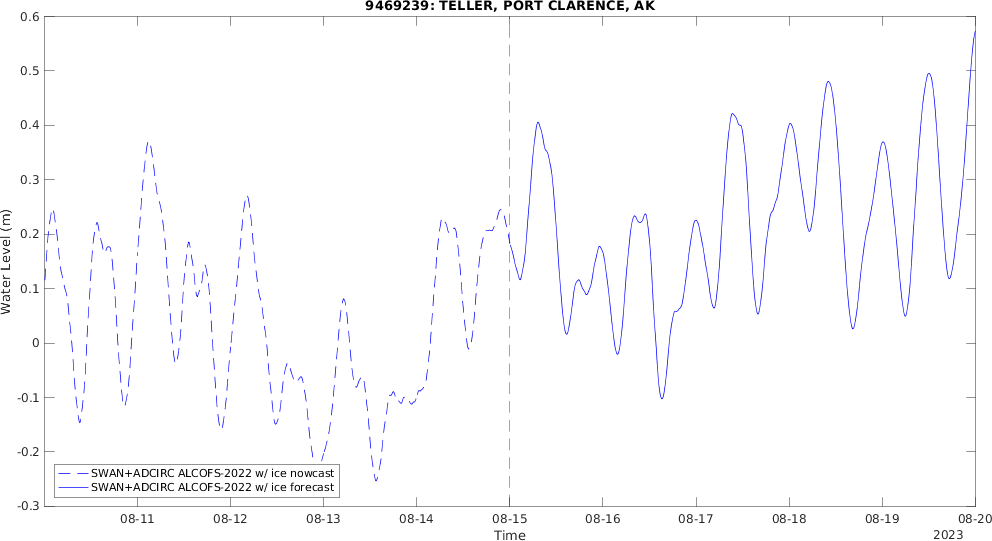 9469239: TELLER, PORT CLARENCE, AK
0.6
0.5
0.4
0.3
0.2
0.1
0
-0.1
-0.2
-0.3
Water Level (m)
SWAN+ADCIRC ALCOFS-2022 w/ ice nowcast
SWAN+ADCIRC ALCOFS-2022 w/ ice forecast
08-11 08-12 08-13 08-14 08-15 08-16 08-17 08-18 08-19 08-20
Time
2023